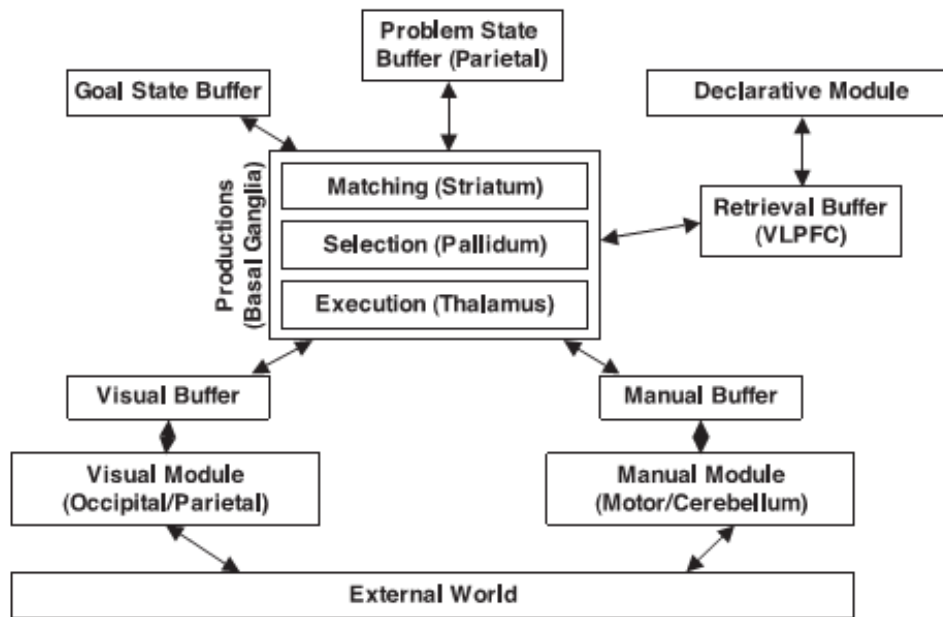 Problem State
Buffer (Parietal)
Goal State Buffer
Declarative Module
Productions
(Basal Ganglia)
Matching (Striatum)
Selection (Pallidum)
Execution (Thalamus)
Retrieval Buffer
(VLPFC)
Visual Buffer
Manual Buffer
Visual Module
(Occipital/Parietal)
Manual Module
(Motor/Cerebellum)
External World